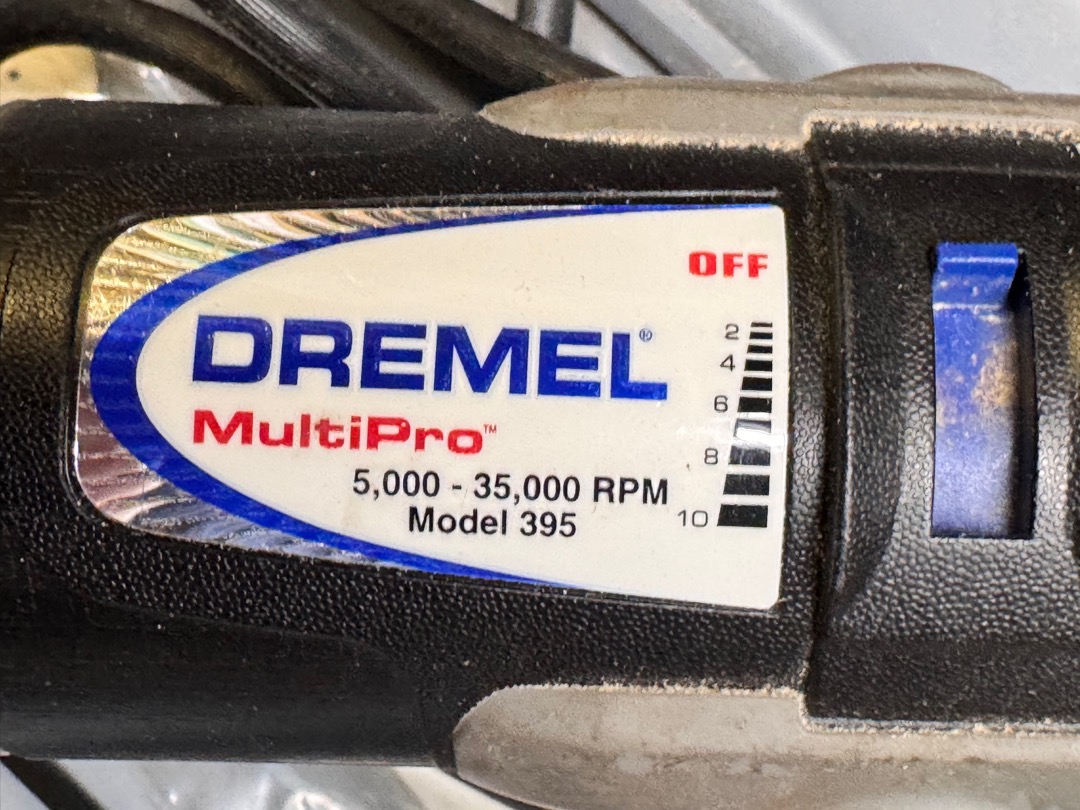 OFF
DREMEL®
MultiPro™
5,000 - 35,000 RPM
Model 395
2
4
6
8
10